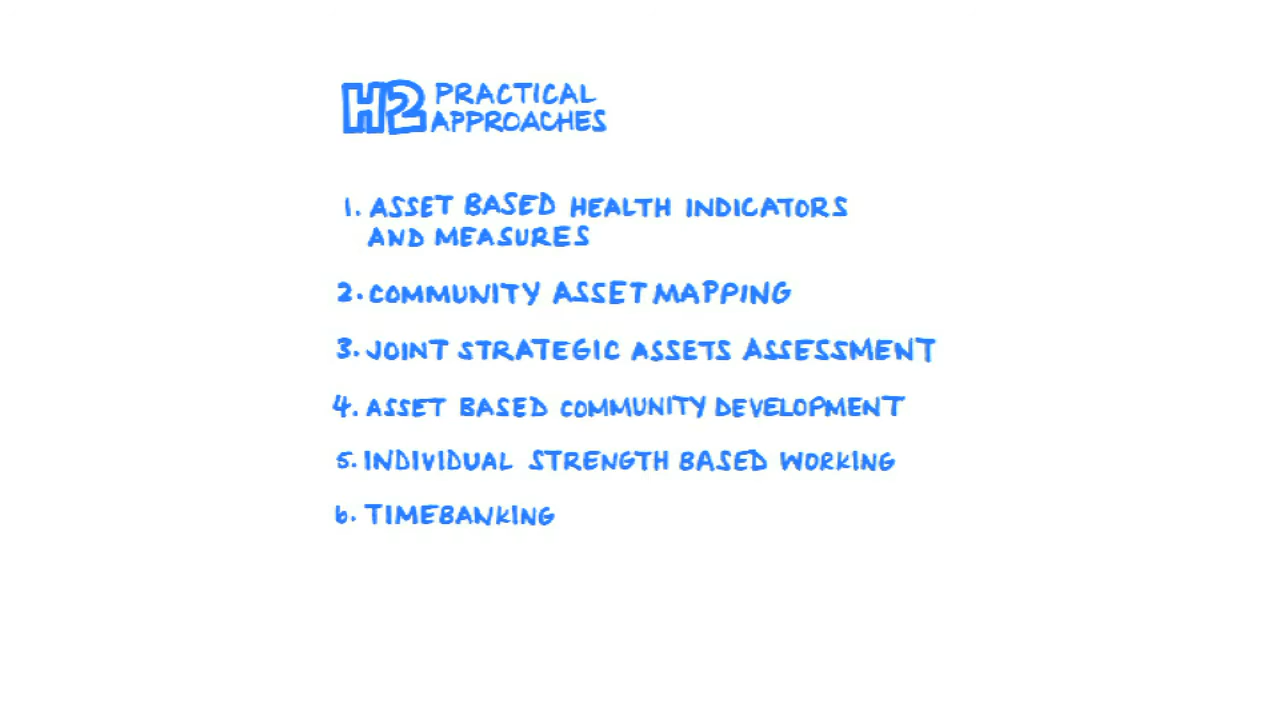 H2 PRACTICAL
APPROACHES
1. ASSET BASED HEALTH INDICATORS
AND MEASURES
2. COMMUNITY ASSET MAPPING
3. JOINT STRATEGIC ASSETS ASSESSMENT
4. ASSET BASED COMMUNITY DEVELOPMENT
5. INDIVIDUAL STRENGTH BASED WORKING
6. TIMEBANKING